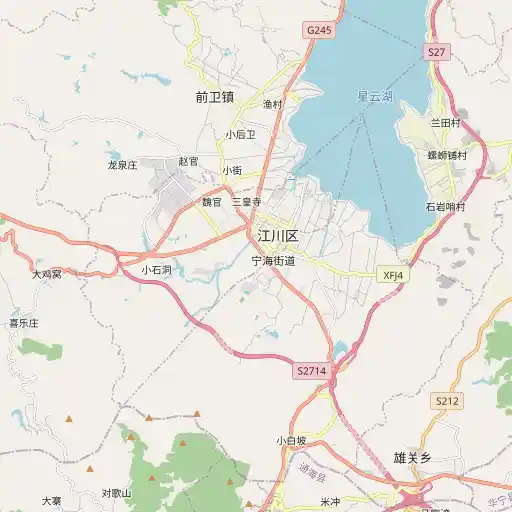 G245
S27
前卫镇
星云湖
渔村
兰田村
小后卫
螺蛳铺村
龙泉庄
赵官
小街
魏官
三皇寺
石岩哨村
江川区
宁海街道
小石洞
大鸡窝
XFJ4
喜乐庄
S2714
S212
小白坡
雄关乡
通海县
对歌山
大寨
米冲